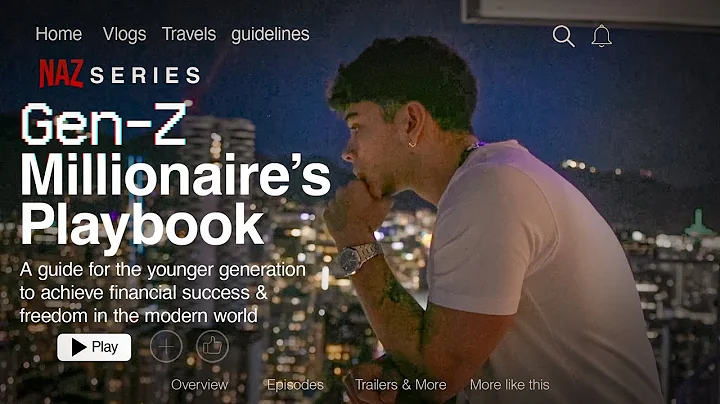 Home Vlogs Travels guidelines
NAZ SERIES
Gen-Z
Millionaire's
Playbook
A guide for the younger generation
to achieve financial success &
freedom in the modern world
Play
Overview Episodes Trailers & More More like this